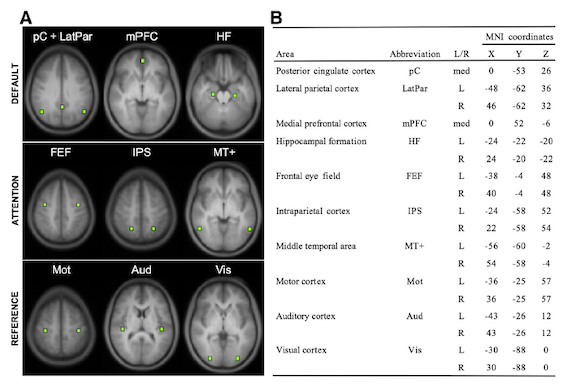 A
pC + LatPar mPFC HF
DEFAULT
FEF IPS MT+
ATTENTION
Mot Aud Vis
REFERENCE
B
MNI coordinates
Area Abbreviation L/R X Y Z
Posterior cingulate cortex pC med 0 -53 26
Lateral parietal cortex LatPar L -48 -62 36
R 46 -62 32
Medial prefrontal cortex mPFC med 0 52 -6
Hippocampal formation HF L -24 -22 -20
R 24 -20 -22
Frontal eye field FEF L -38 -4 48
R 40 -4 48
Intraparietal cortex IPS L -24 -58 52
R 22 -58 54
Middle temporal area MT+ L -56 -60 -2
R 54 -58 -4
Motor cortex Mot L -36 -25 57
R 36 -25 57
Auditory cortex Aud L -43 -26 12
R 43 -26 12
Visual cortex Vis L -30 -88 0
R 30 -88 0